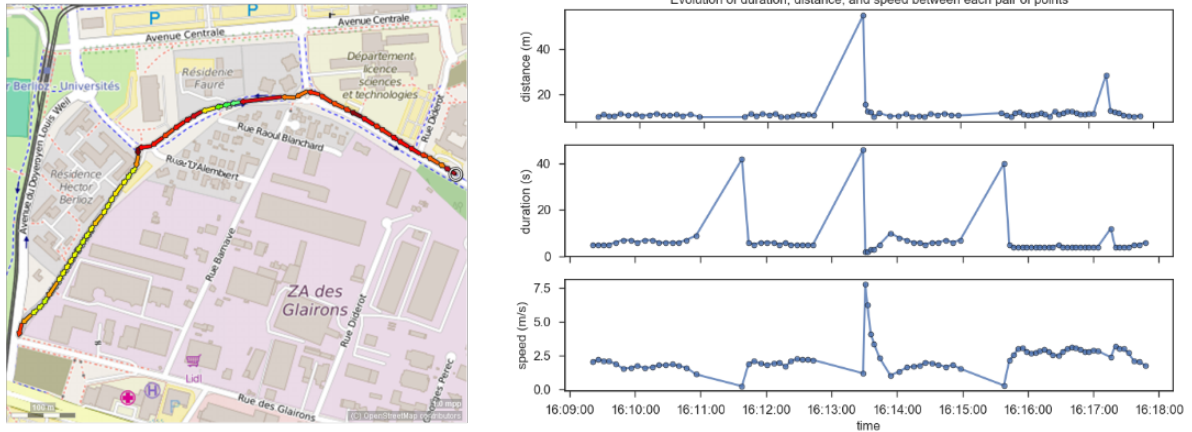 P
P
Avenue Centrale
Avenue Centrale
Département
licence
sciences
et technologies
Résidenie
Fauré
r Berlioz - Universités
Rue Diderot
Rue Raoul Blanchard
Avenue du Doyeroyen Louis Weil
Résidence
Hector
Berlioz
Rue Barnave
ZA des
Glairons
Rue Diderot
Lidl
H
Rue des Glairons
100 m
1.0 mpp
(C) OpenStreetMap contributors
Evolution of duration, distance, and speed between each pair of points
distance (m)
40
20
duration (s)
40
20
0
speed (m/s)
7.5
5.0
2.5
0.0
16:09:00 16:10:00 16:11:00 16:12:00 16:13:00 16:14:00 16:15:00 16:16:00 16:17:00 16:18:00
time